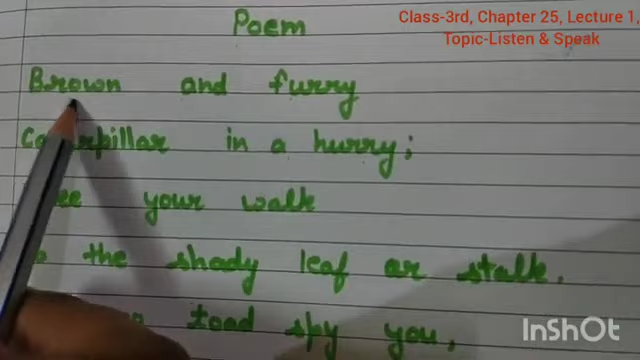 Class-3rd, Chapter 25, Lecture 1,
Topic-Listen & Speak
Poem
Brown and furry
Caterpillar in a hurry;
your walk
the shady leaf or stalk.
toad spy you,
InShOt